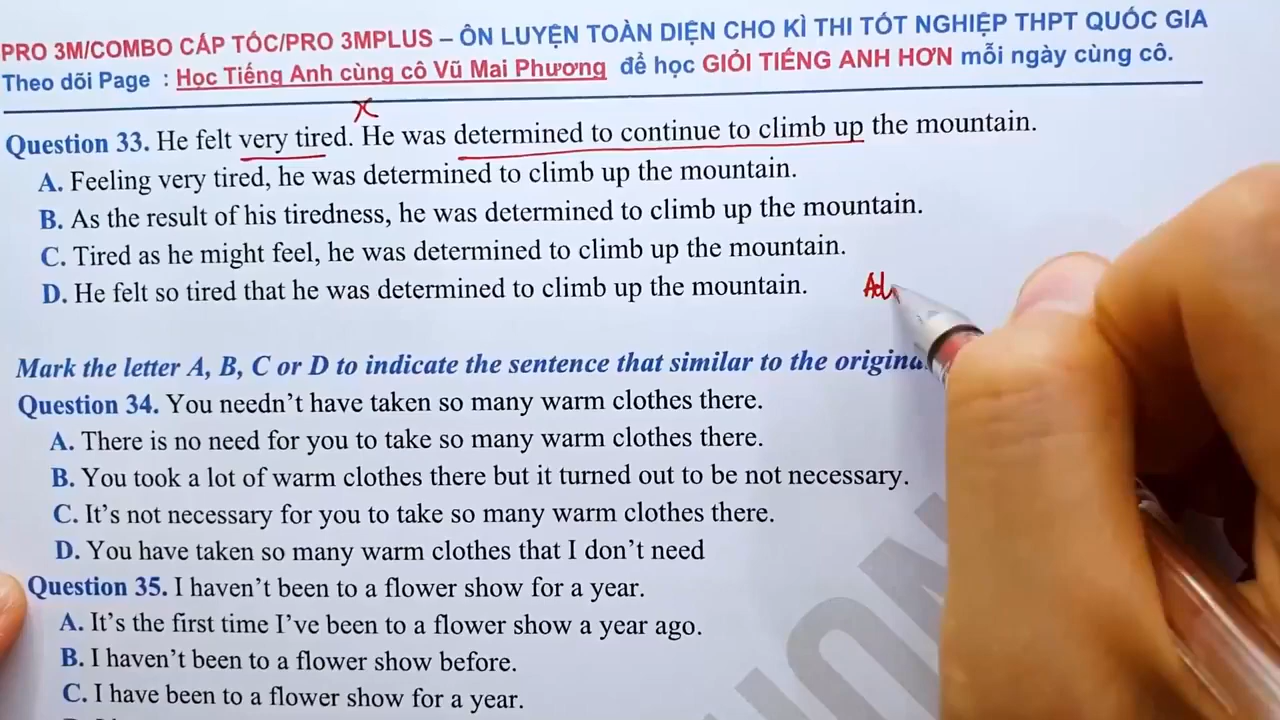 PRO 3M/COMBO CẤP TỐC/PRO 3MPLUS – ÔN LUYỆN TOÀN DIỆN CHO KÌ THI TỐT NGHIỆP THPT QUỐC GIA
Theo dõi Page : Học Tiếng Anh cùng cô Vũ Mai Phương để học GIỎI TIẾNG ANH HƠN mỗi ngày cùng cô.
Question 33. He felt very tired. He was determined to continue to climb up the mountain.
A. Feeling very tired, he was determined to climb up the mountain.
B. As the result of his tiredness, he was determined to climb up the mountain.
C. Tired as he might feel, he was determined to climb up the mountain.
D. He felt so tired that he was determined to climb up the mountain.
Adj
Mark the letter A, B, C or D to indicate the sentence that similar to the origina
Question 34. You needn’t have taken so many warm clothes there.
A. There is no need for you to take so many warm clothes there.
B. You took a lot of warm clothes there but it turned out to be not necessary.
C. It’s not necessary for you to take so many warm clothes there.
D. You have taken so many warm clothes that I don’t need
Question 35. I haven’t been to a flower show for a year.
A. It’s the first time I’ve been to a flower show a year ago.
B. I haven’t been to a flower show before.
C. I have been to a flower show for a year.